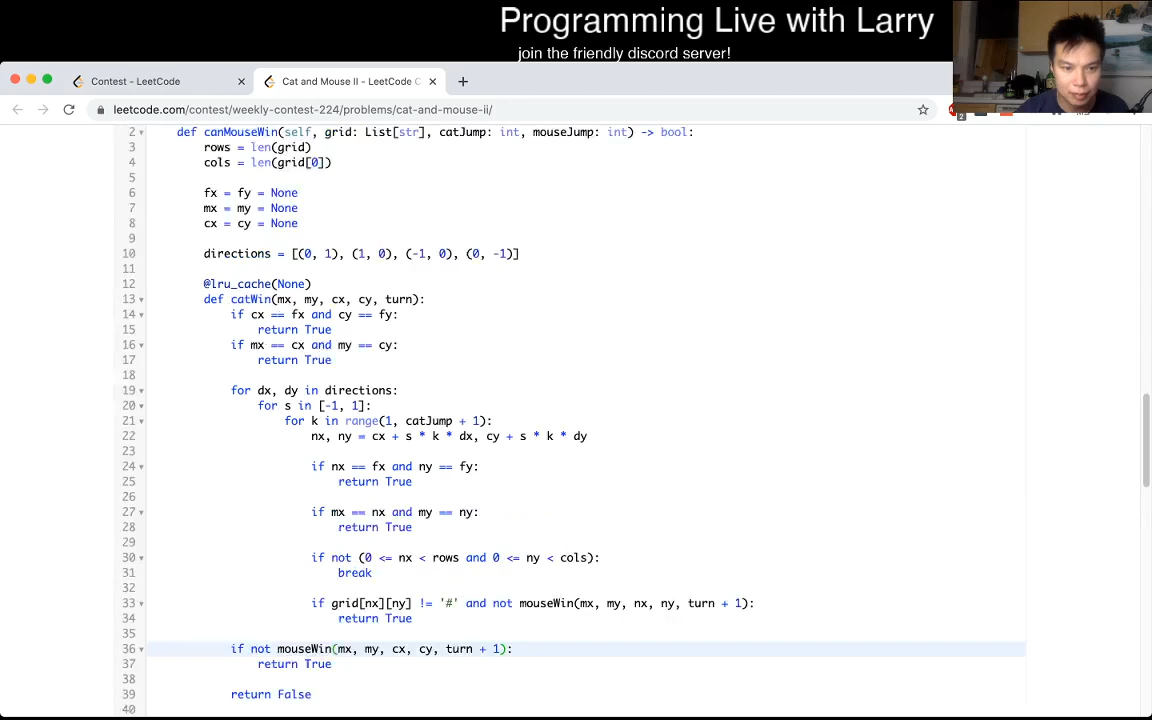 Programming Live with Larry
join the friendly discord server!
Contest - LeetCode
Cat and Mouse II - LeetCode C
leetcode.com/contest/weekly-contest-224/problems/cat-and-mouse-ii/
2
2 def canMouseWin(self, grid: List[str], catJump: int, mouseJump: int) -> bool:
3 rows = len(grid)
4 cols = len(grid[0])
5
6 fx = fy = None
7 mx = my = None
8 cx = cy = None
9
10 directions = [(0, 1), (1, 0), (-1, 0), (0, -1)]
11
12 @lru_cache(None)
13 def catWin(mx, my, cx, cy, turn):
14 if cx == fx and cy == fy:
15 return True
16 if mx == cx and my == cy:
17 return True
18
19 for dx, dy in directions:
20 for s in [-1, 1]:
21 for k in range(1, catJump + 1):
22 nx, ny = cx + s * k * dx, cy + s * k * dy
23
24 if nx == fx and ny == fy:
25 return True
26
27 if mx == nx and my == ny:
28 return True
29
30 if not (0 <= nx < rows and 0 <= ny < cols):
31 break
32
33 if grid[nx][ny] != '#' and not mouseWin(mx, my, nx, ny, turn + 1):
34 return True
35
36 if not mouseWin(mx, my, cx, cy, turn + 1):
37 return True
38
39 return False
40